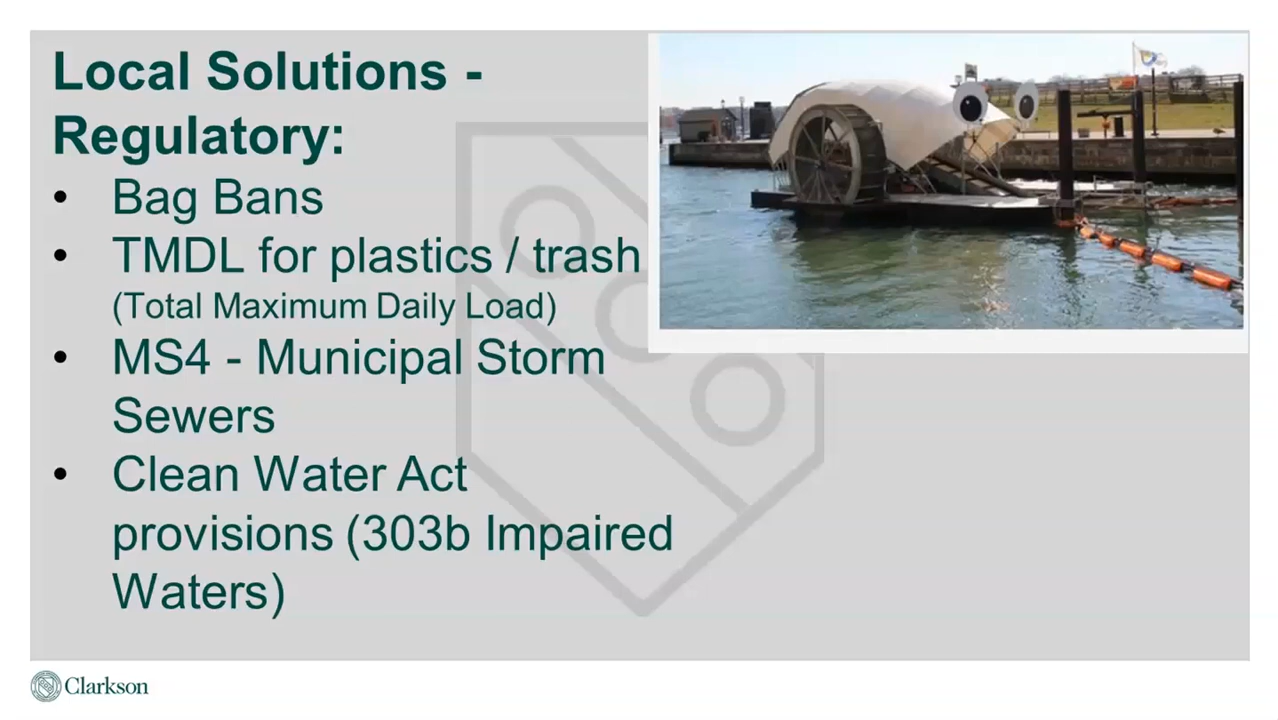 Local Solutions -
Regulatory:
• Bag Bans
• TMDL for plastics / trash
(Total Maximum Daily Load)
• MS4 - Municipal Storm
Sewers
• Clean Water Act
provisions (303b Impaired
Waters)
Clarkson